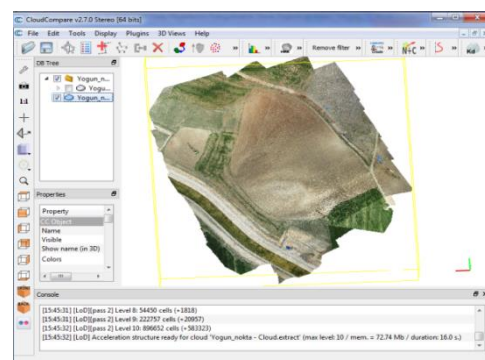 CloudCompare v2.7.0 Stereo [64 bits]
File Edit Tools Display Plugins 3D Views Help
Remove filter
N+C
DB Tree
Yogun_n...
Yogu...
Yogun_n...
1:1
Properties
Property
CC Object
Name
Visible
Show name (in 3D)
Colors
Console
[15:45:31] [LoD][pass 2] Level 8: 54450 cells (+1818)
[15:45:31] [LoD][pass 2] Level 9: 222757 cells (+20957)
[15:45:32] [LoD][pass 2] Level 10: 896652 cells (+583323)
[15:45:32] [LoD] Acceleration structure ready for cloud 'Yogun_nokta - Cloud.extract' (max level: 10 / mem. = 72.74 Mb / duration: 16.0 s.)